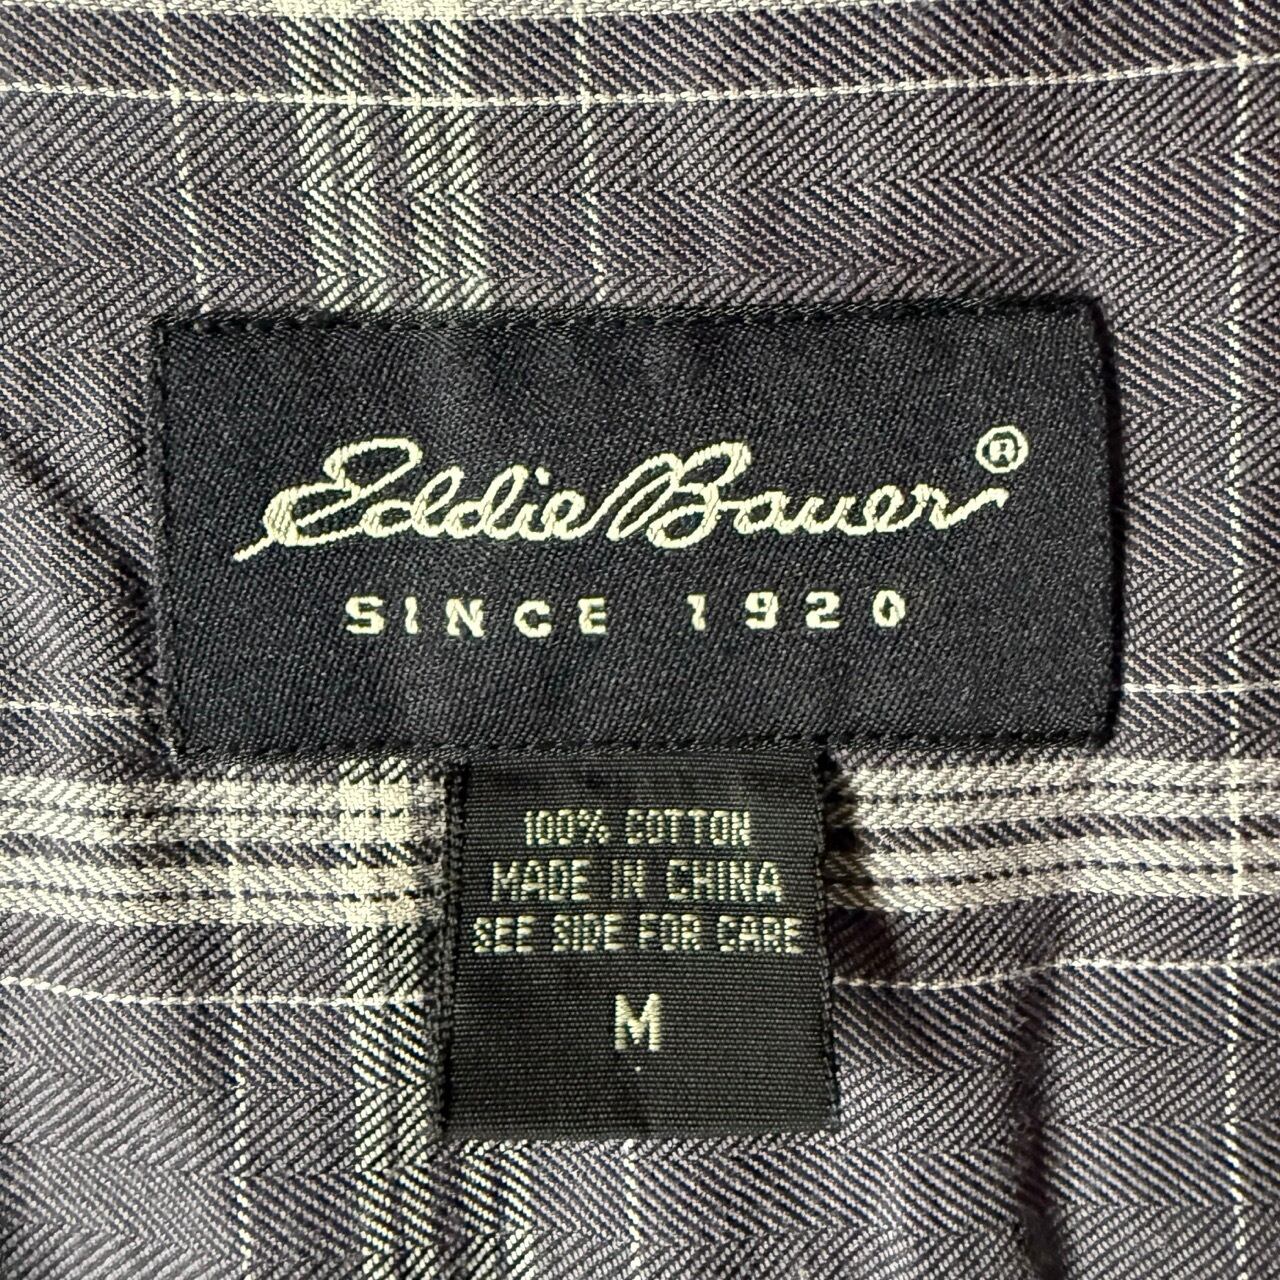 Eddie Bauer®
SINCE 1920
100% COTTON
MADE IN CHINA
SEE SIDE FOR CARE
M